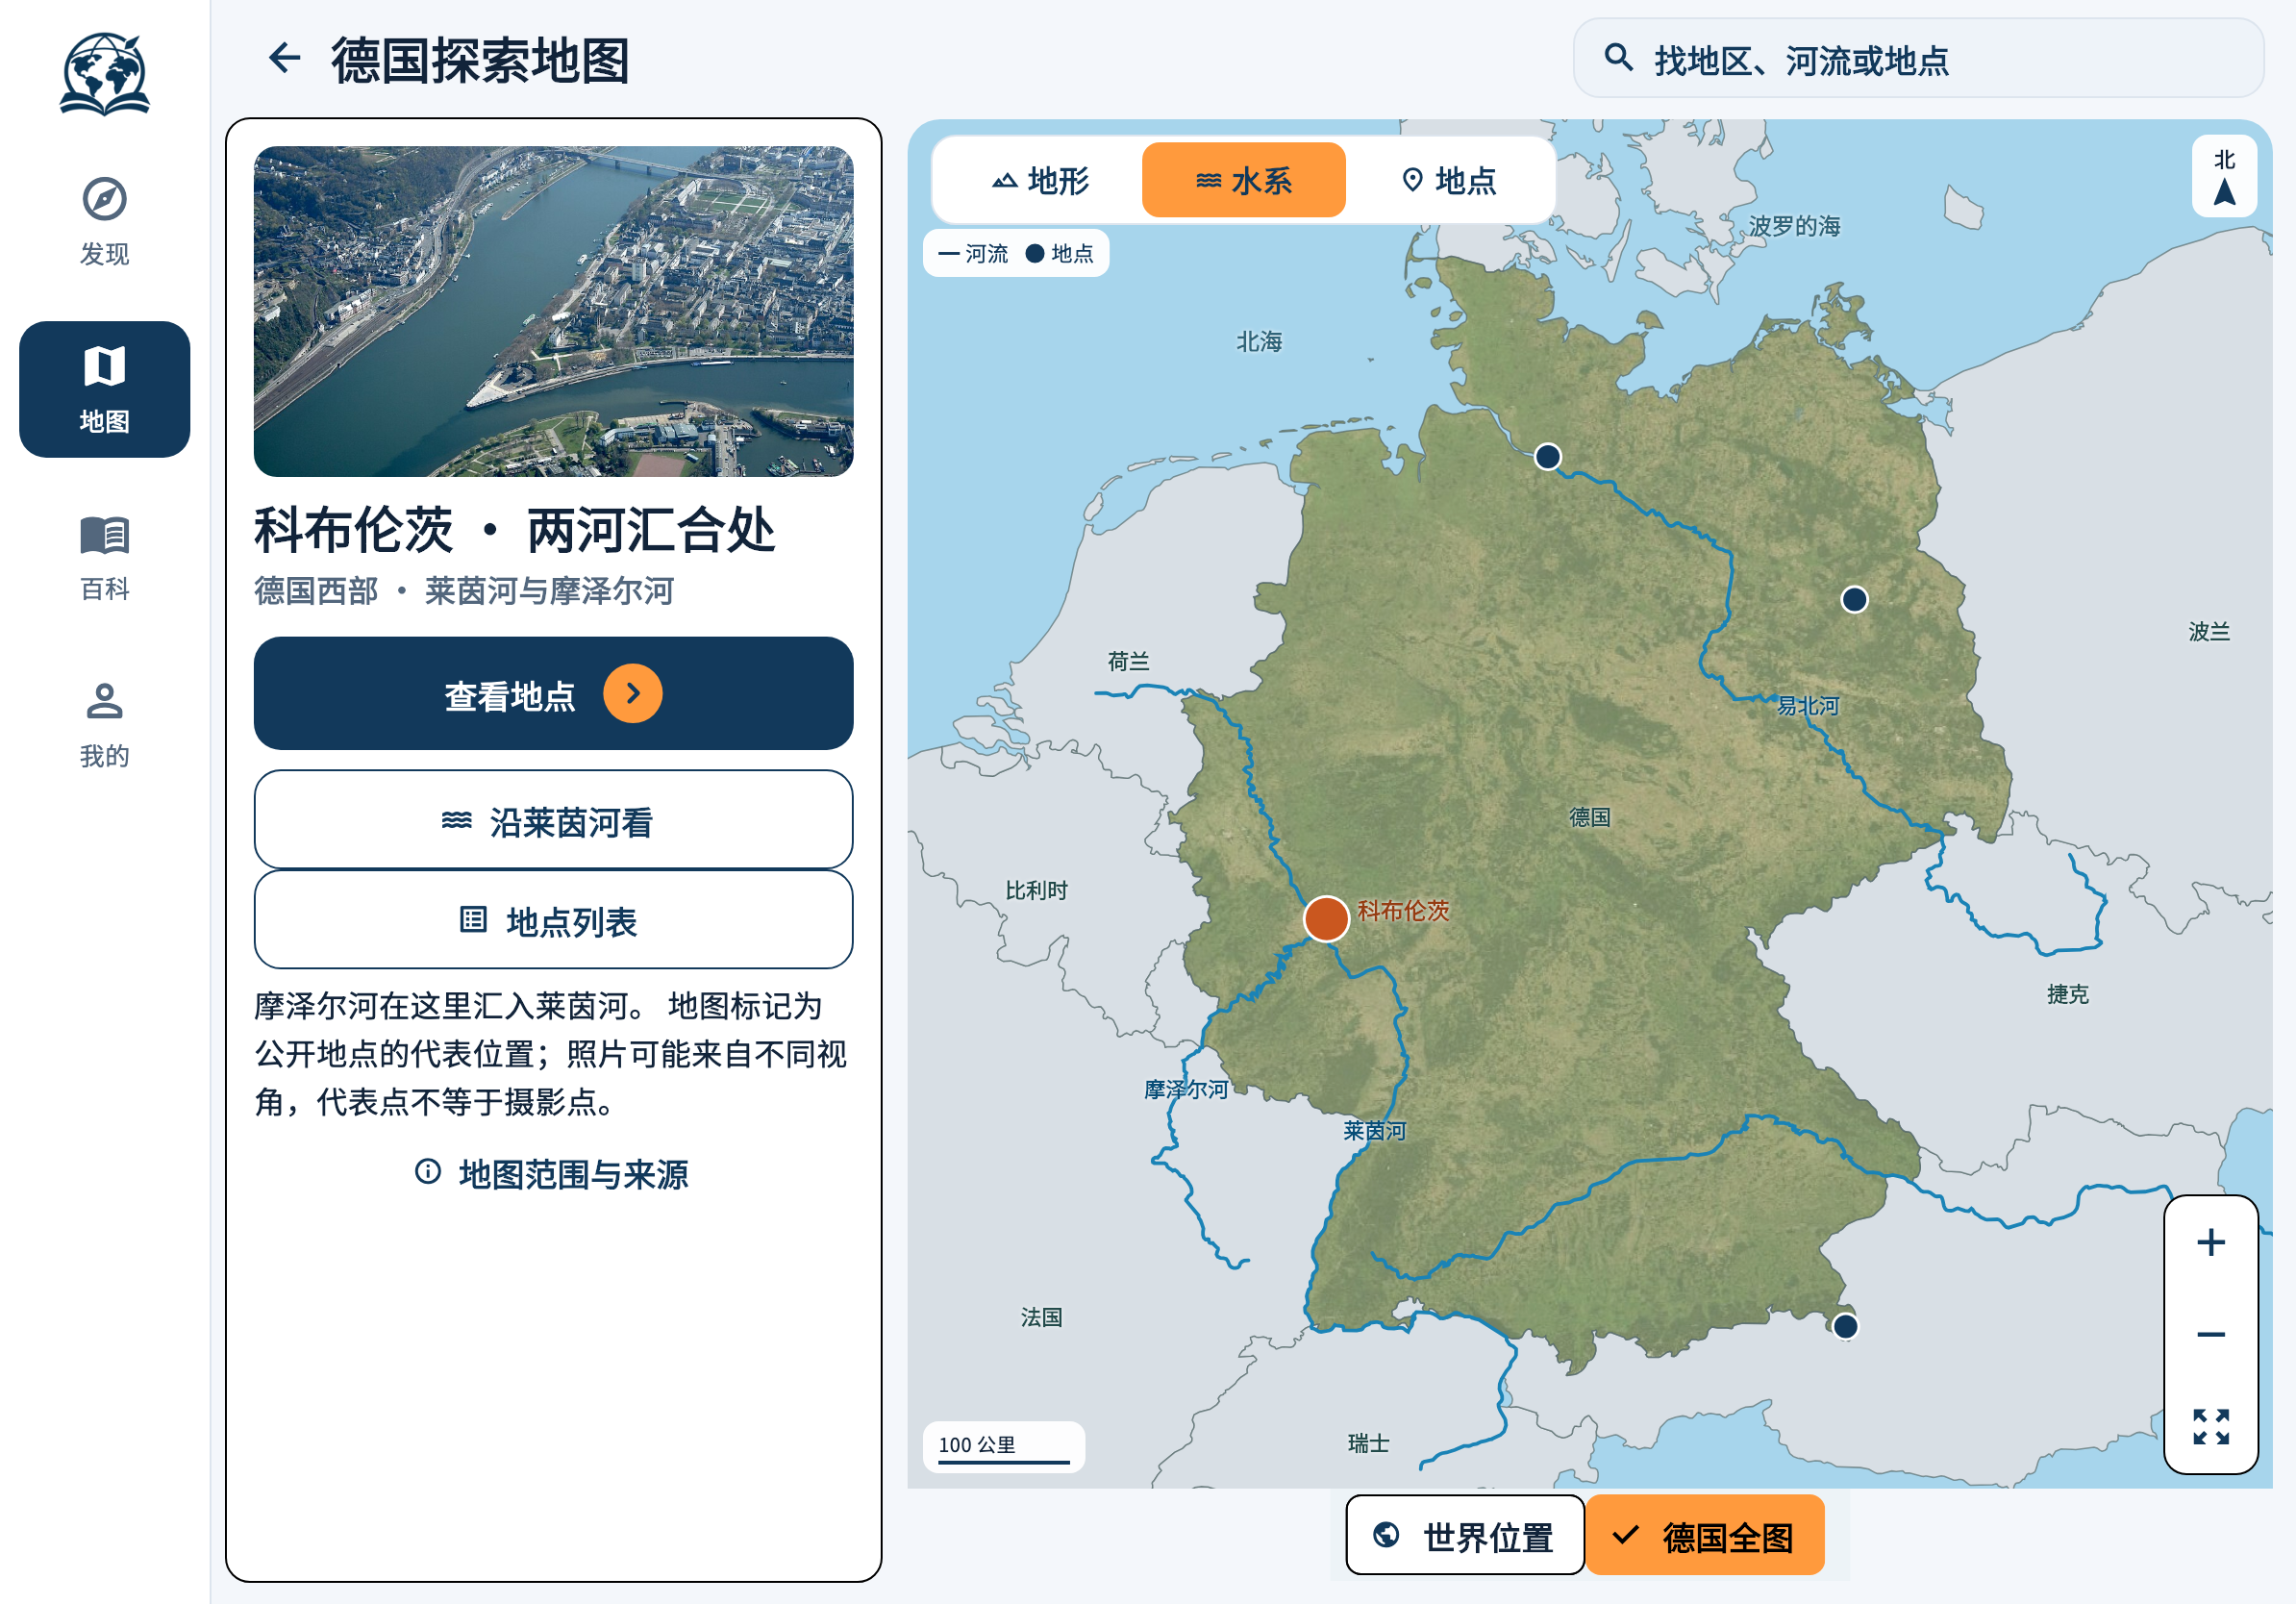 德国探索地图
找地区、河流或地点
发现
地图
百科
我的
科布伦茨 · 两河汇合处
德国西部 · 莱茵河与摩泽尔河
查看地点
沿莱茵河看
地点列表
摩泽尔河在这里汇入莱茵河。 地图标记为
公开地点的代表位置；照片可能来自不同视
角，代表点不等于摄影点。
地图范围与来源
地形
水系
地点
河流
地点
北
波罗的海
北海
波兰
荷兰
易北河
德国
比利时
科布伦茨
捷克
摩泽尔河
莱茵河
法国
瑞士
100 公里
世界位置
德国全图